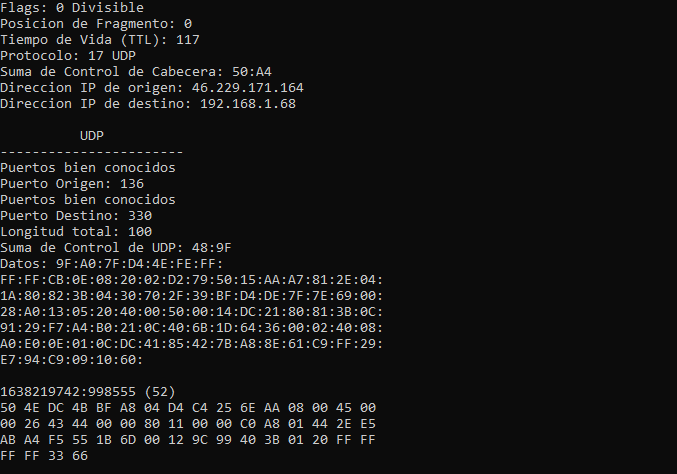 Flags: 0 Divisible
Posicion de Fragmento: 0
Tiempo de Vida (TTL): 117
Protocolo: 17 UDP
Suma de Control de Cabecera: 50:A4
Direccion IP de origen: 46.229.171.164
Direccion IP de destino: 192.168.1.68
UDP
-----------------------
Puertos bien conocidos
Puerto Origen: 136
Puertos bien conocidos
Puerto Destino: 330
Longitud total: 100
Suma de Control de UDP: 48:9F
Datos: 9F:A0:7F:D4:4E:FE:FF:
FF:FF:CB:0E:08:20:02:D2:79:50:15:AA:A7:81:2E:04:
1A:80:82:3B:04:30:70:2F:39:BF:D4:DE:7F:7E:69:00:
28:A0:13:05:20:40:00:50:00:14:DC:21:80:81:3B:0C:
91:29:F7:A4:B0:21:0C:40:6B:1D:64:36:00:02:40:08:
A0:E0:0E:01:0C:DC:41:85:42:7B:A8:8E:61:C9:FF:29:
E7:94:C9:09:10:60:
1638219742:998555 (52)
50 4E DC 4B BF A8 04 D4 C4 25 6E AA 08 00 45 00
00 26 43 44 00 00 80 11 00 00 C0 A8 01 44 2E E5
AB A4 F5 55 1B 6D 00 12 9C 99 40 3B 01 20 FF FF
FF FF 33 66